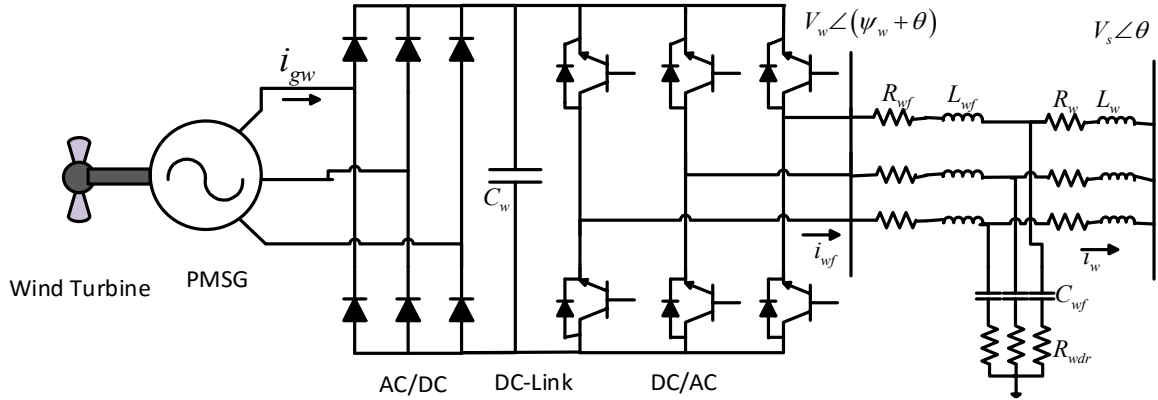 V_w∠(ψ_w + θ)
V_s∠θ
i_gw
R_wf
L_wf
R_w
L_w
C_w
i_wf
i_w
C_wf
R_wdr
Wind Turbine
PMSG
AC/DC
DC-Link
DC/AC